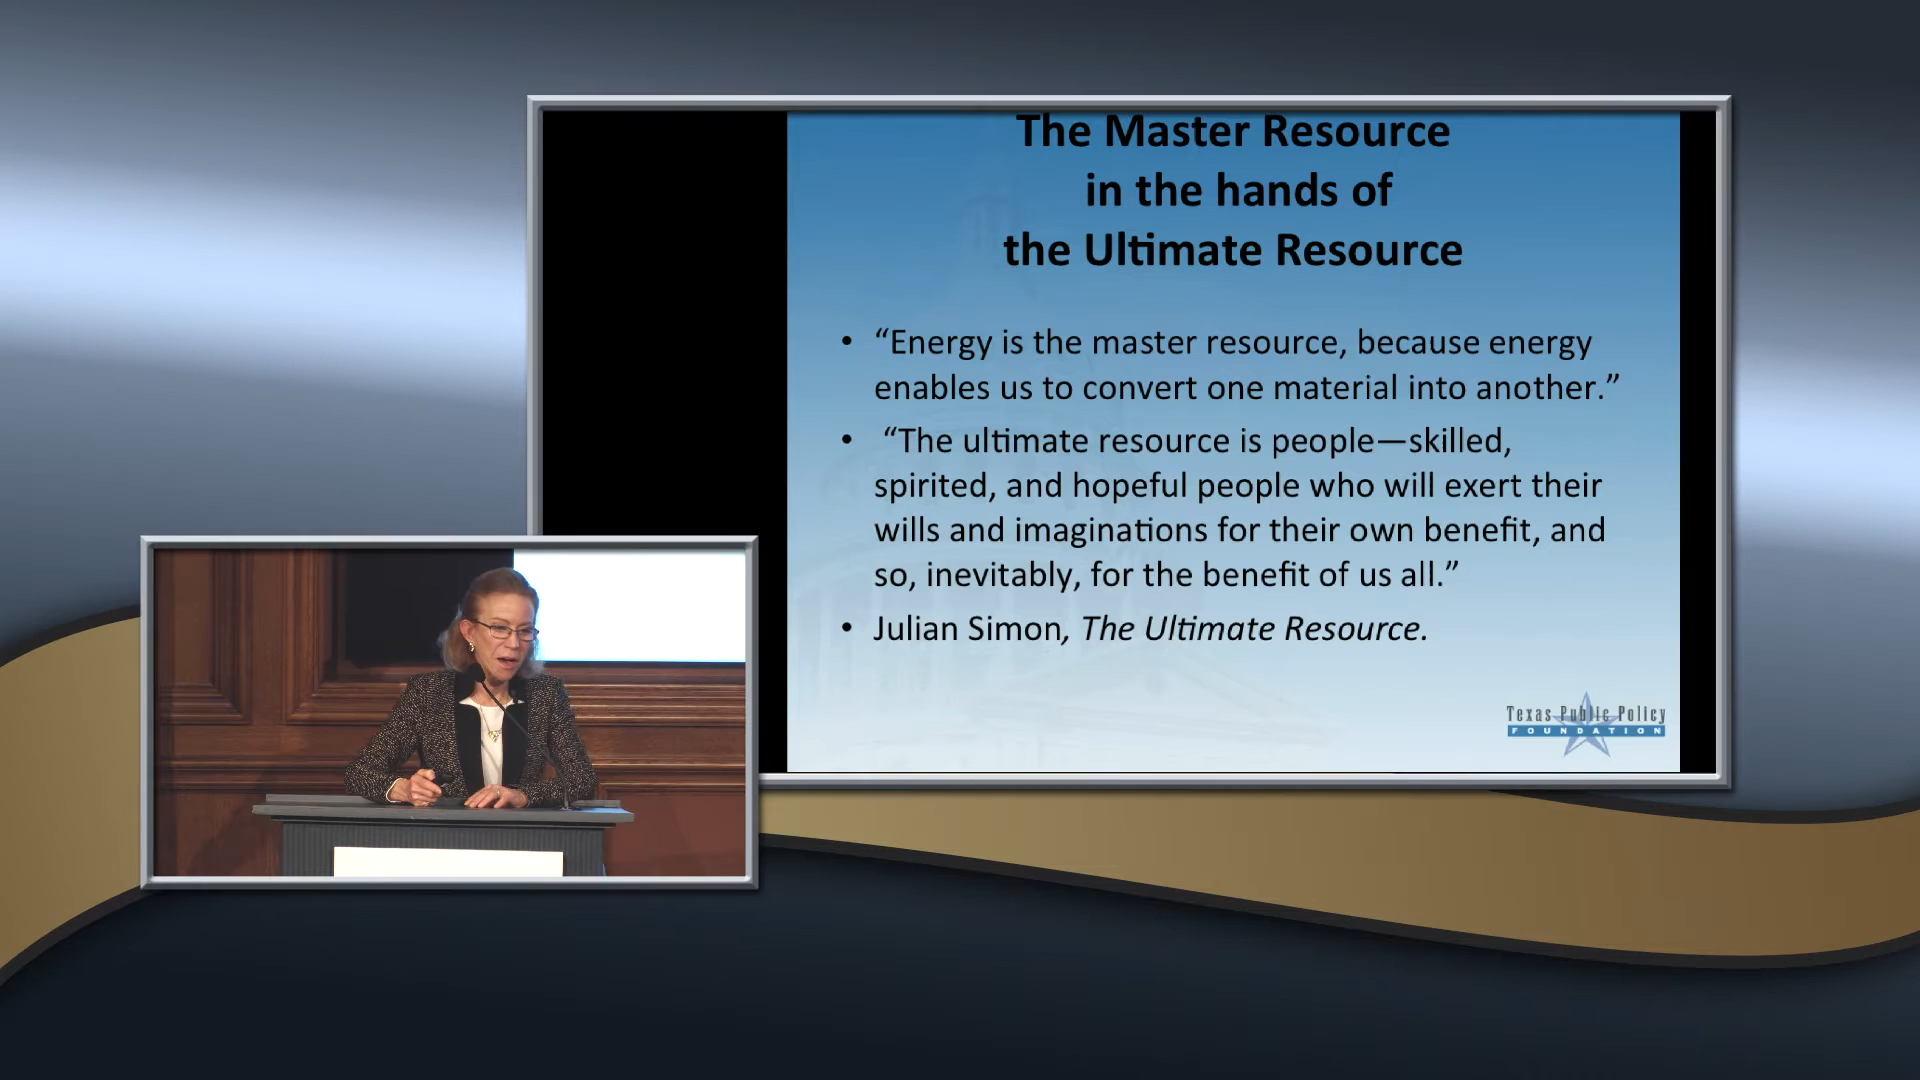 The Master Resource
in the hands of
the Ultimate Resource
• “Energy is the master resource, because energy
enables us to convert one material into another.”
• “The ultimate resource is people—skilled,
spirited, and hopeful people who will exert their
wills and imaginations for their own benefit, and
so, inevitably, for the benefit of us all.”
• Julian Simon, The Ultimate Resource.
Texas Public Policy
FOUNDATION